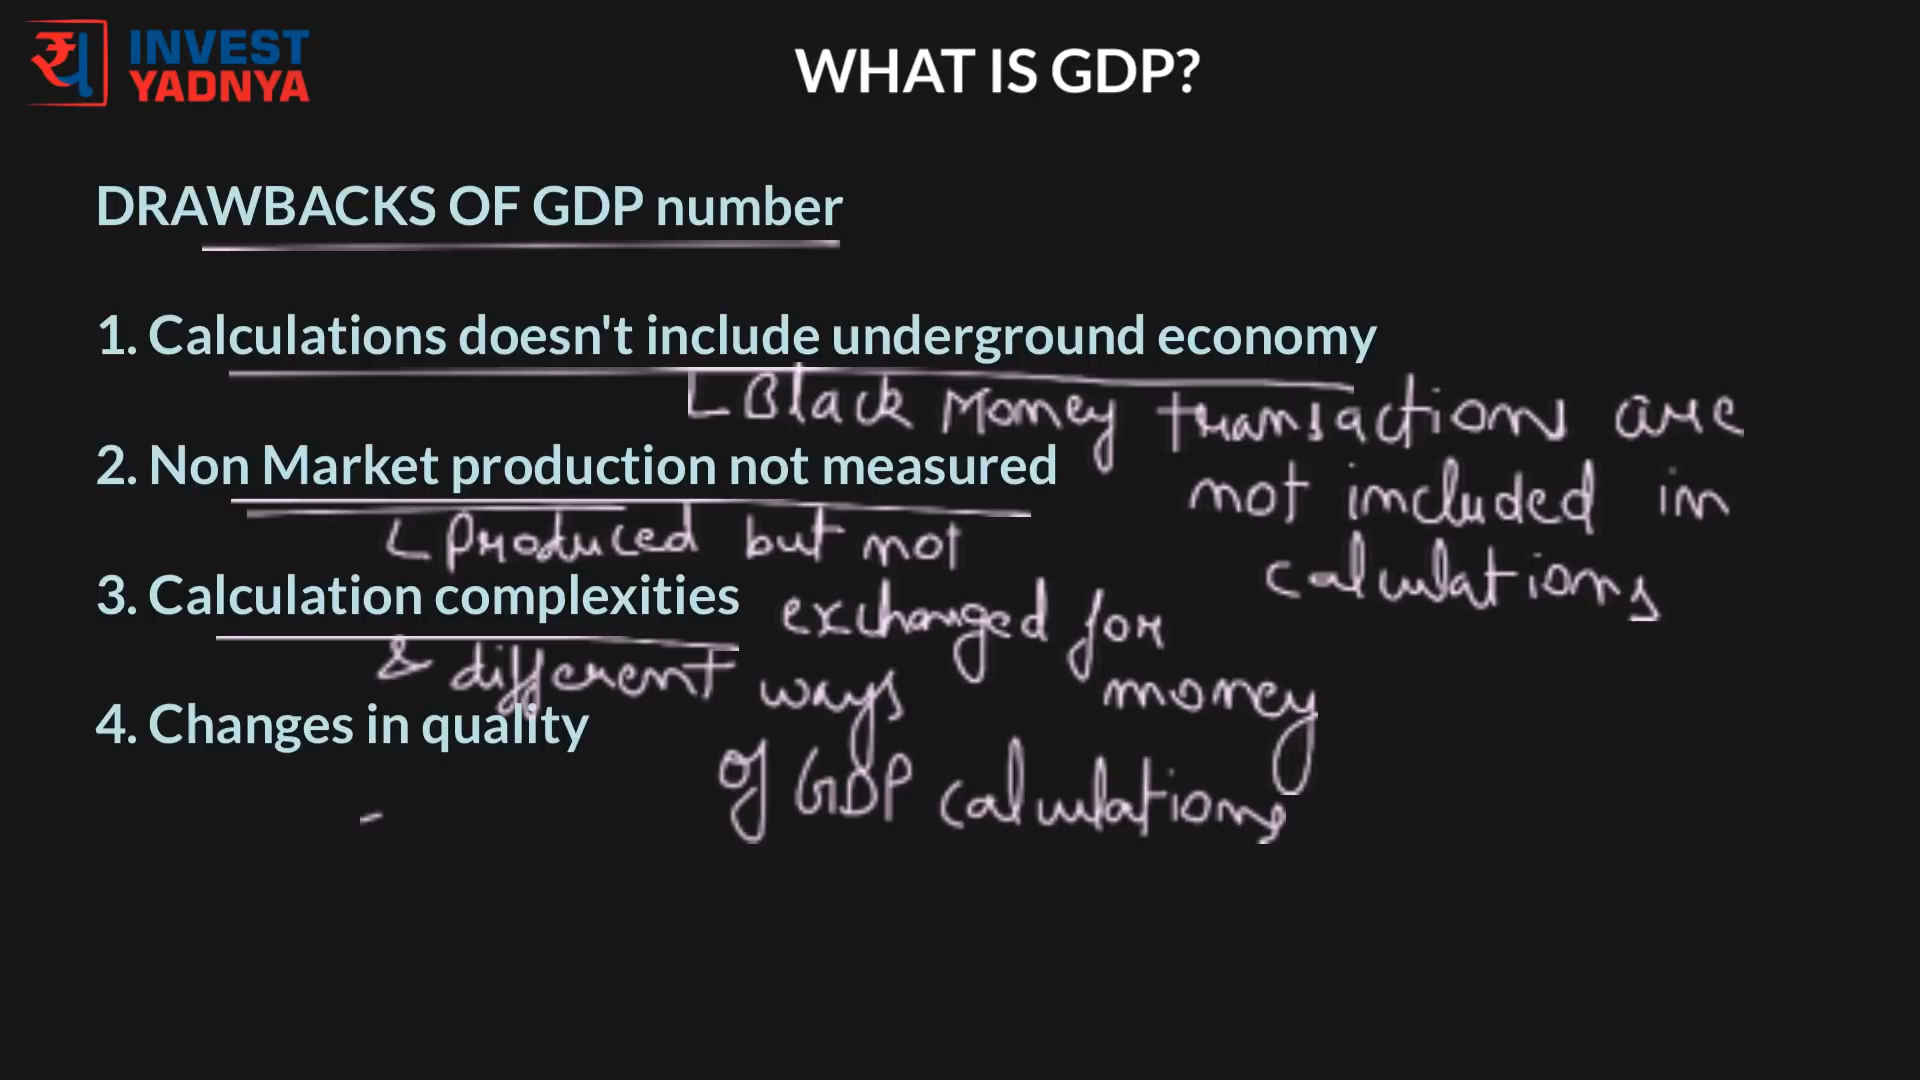 INVEST
YADNYA
WHAT IS GDP?
DRAWBACKS OF GDP number
1. Calculations doesn't include underground economy
Black Money transactions are
not included in
calculations
2. Non Market production not measured
Produced but not
exchanged for
money
3. Calculation complexities
& different ways
of GDP calculations
4. Changes in quality